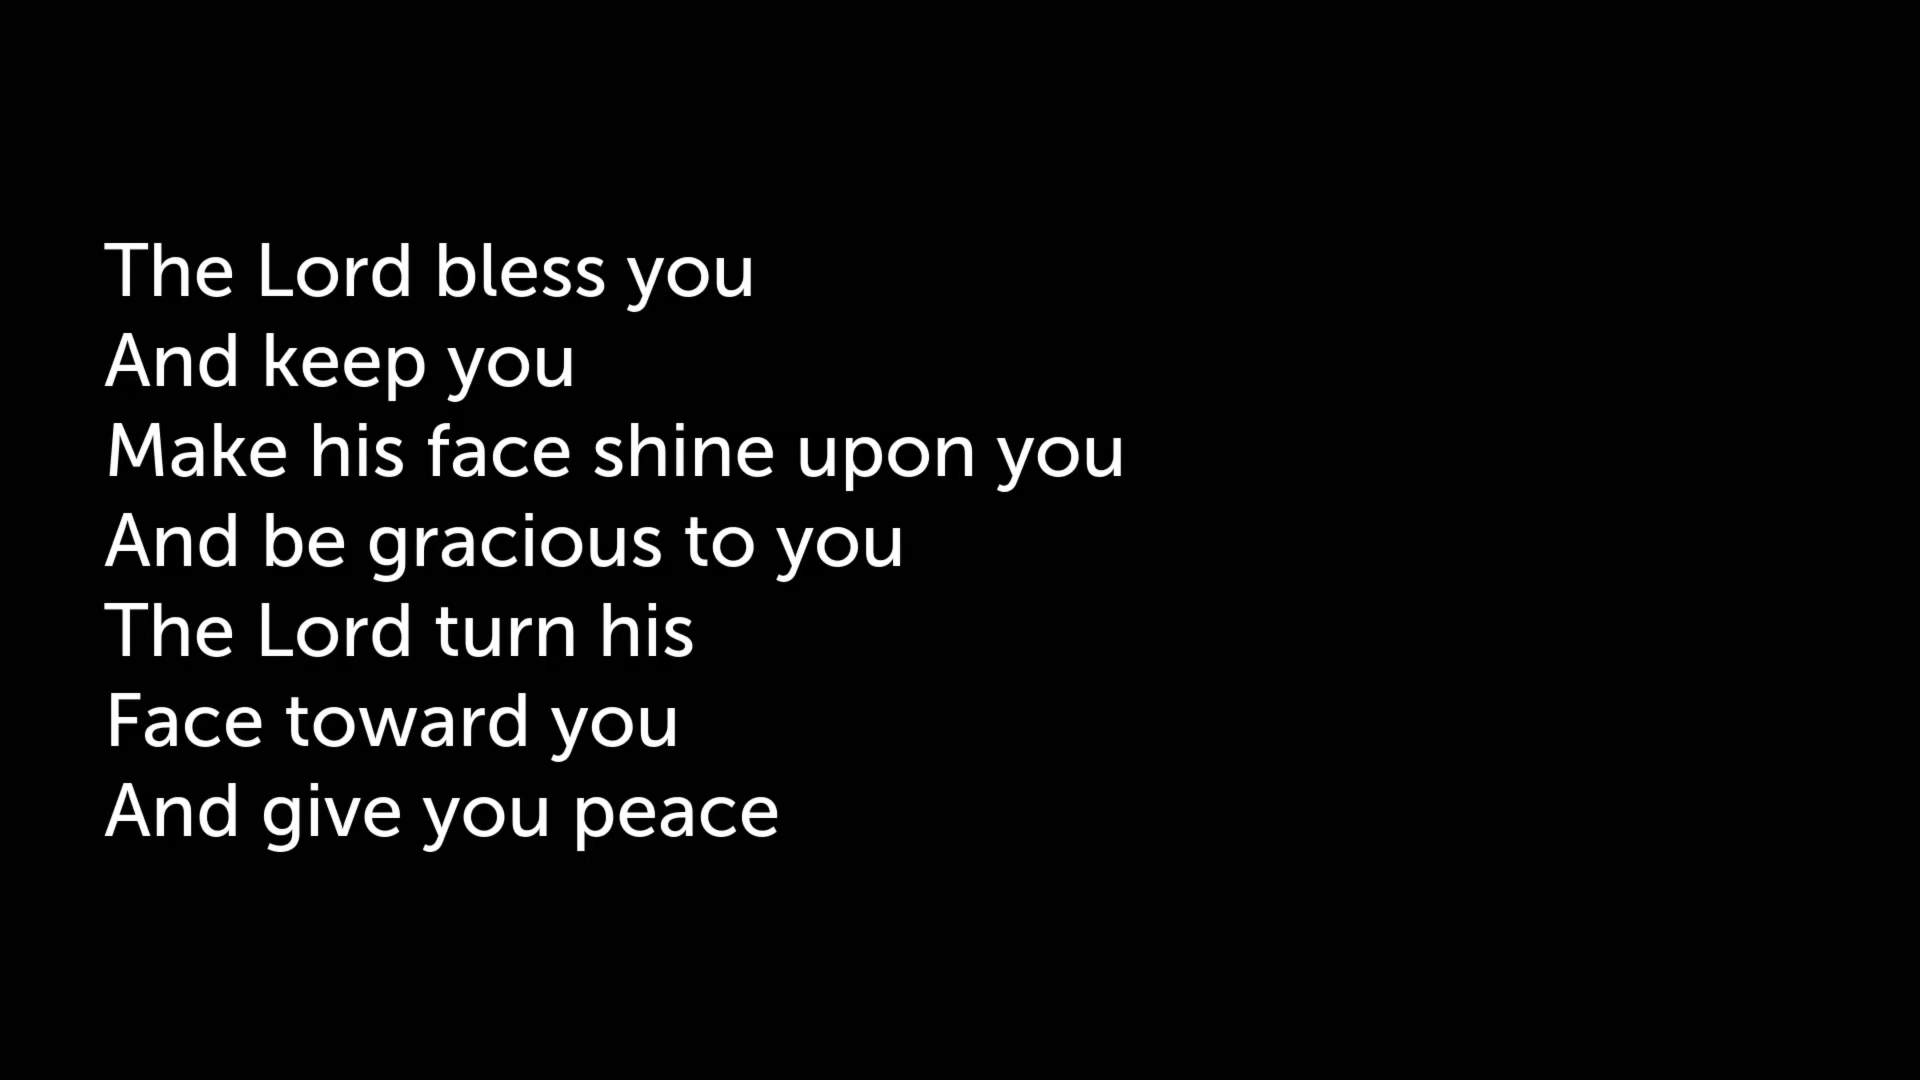 The Lord bless you
And keep you
Make his face shine upon you
And be gracious to you
The Lord turn his
Face toward you
And give you peace